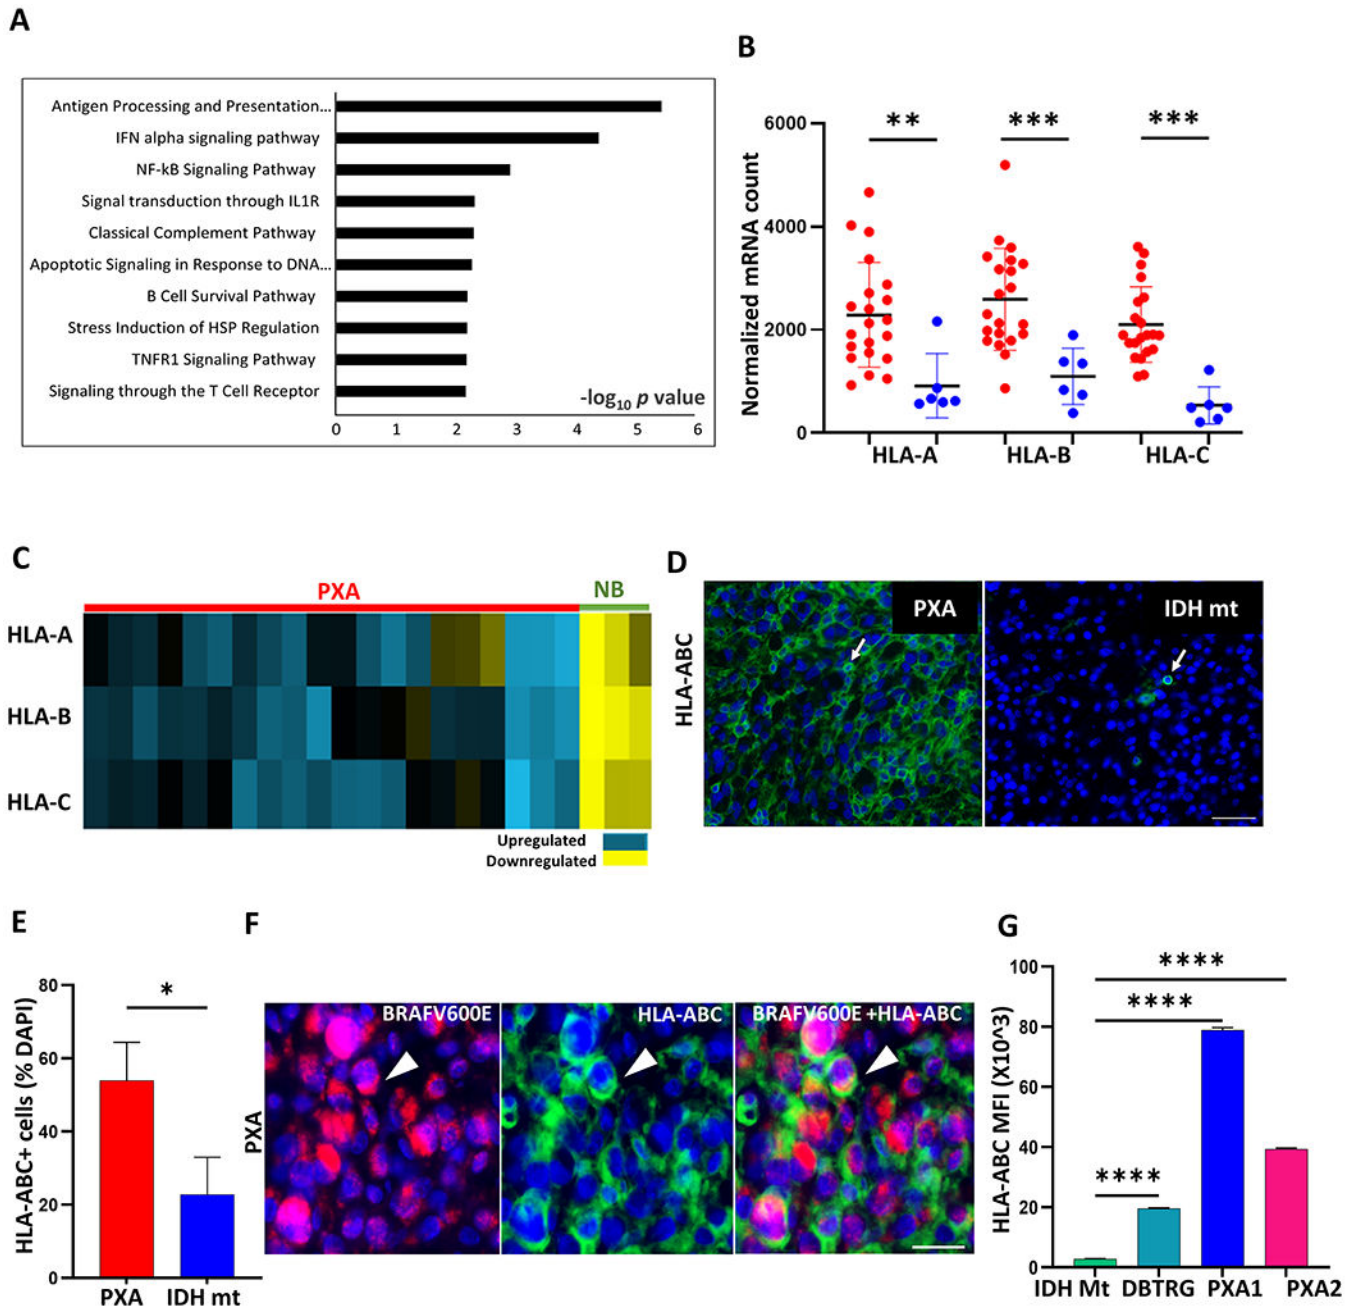 A
Antigen Processing and Presentation...
IFN alpha signaling pathway
NF-kB Signaling Pathway
Signal transduction through IL1R
Classical Complement Pathway
Apoptotic Signaling in Response to DNA...
B Cell Survival Pathway
Stress Induction of HSP Regulation
TNFR1 Signaling Pathway
Signaling through the T Cell Receptor
-log10 p value
0 1 2 3 4 5 6
B
Normalized mRNA count
6000
4000
2000
0
** *** ***
HLA-A HLA-B HLA-C
C
PXA NB
HLA-A
HLA-B
HLA-C
Upregulated
Downregulated
D
HLA-ABC
PXA IDH mt
E
HLA-ABC+ cells (% DAPI)
80
60
40
20
0
*
PXA IDH mt
F
PXA
BRAFV600E HLA-ABC BRAFV600E +HLA-ABC
G
HLA-ABC MFI (X10^3)
100
80
60
40
20
0
****
****
****
IDH Mt DBTRG PXA1 PXA2